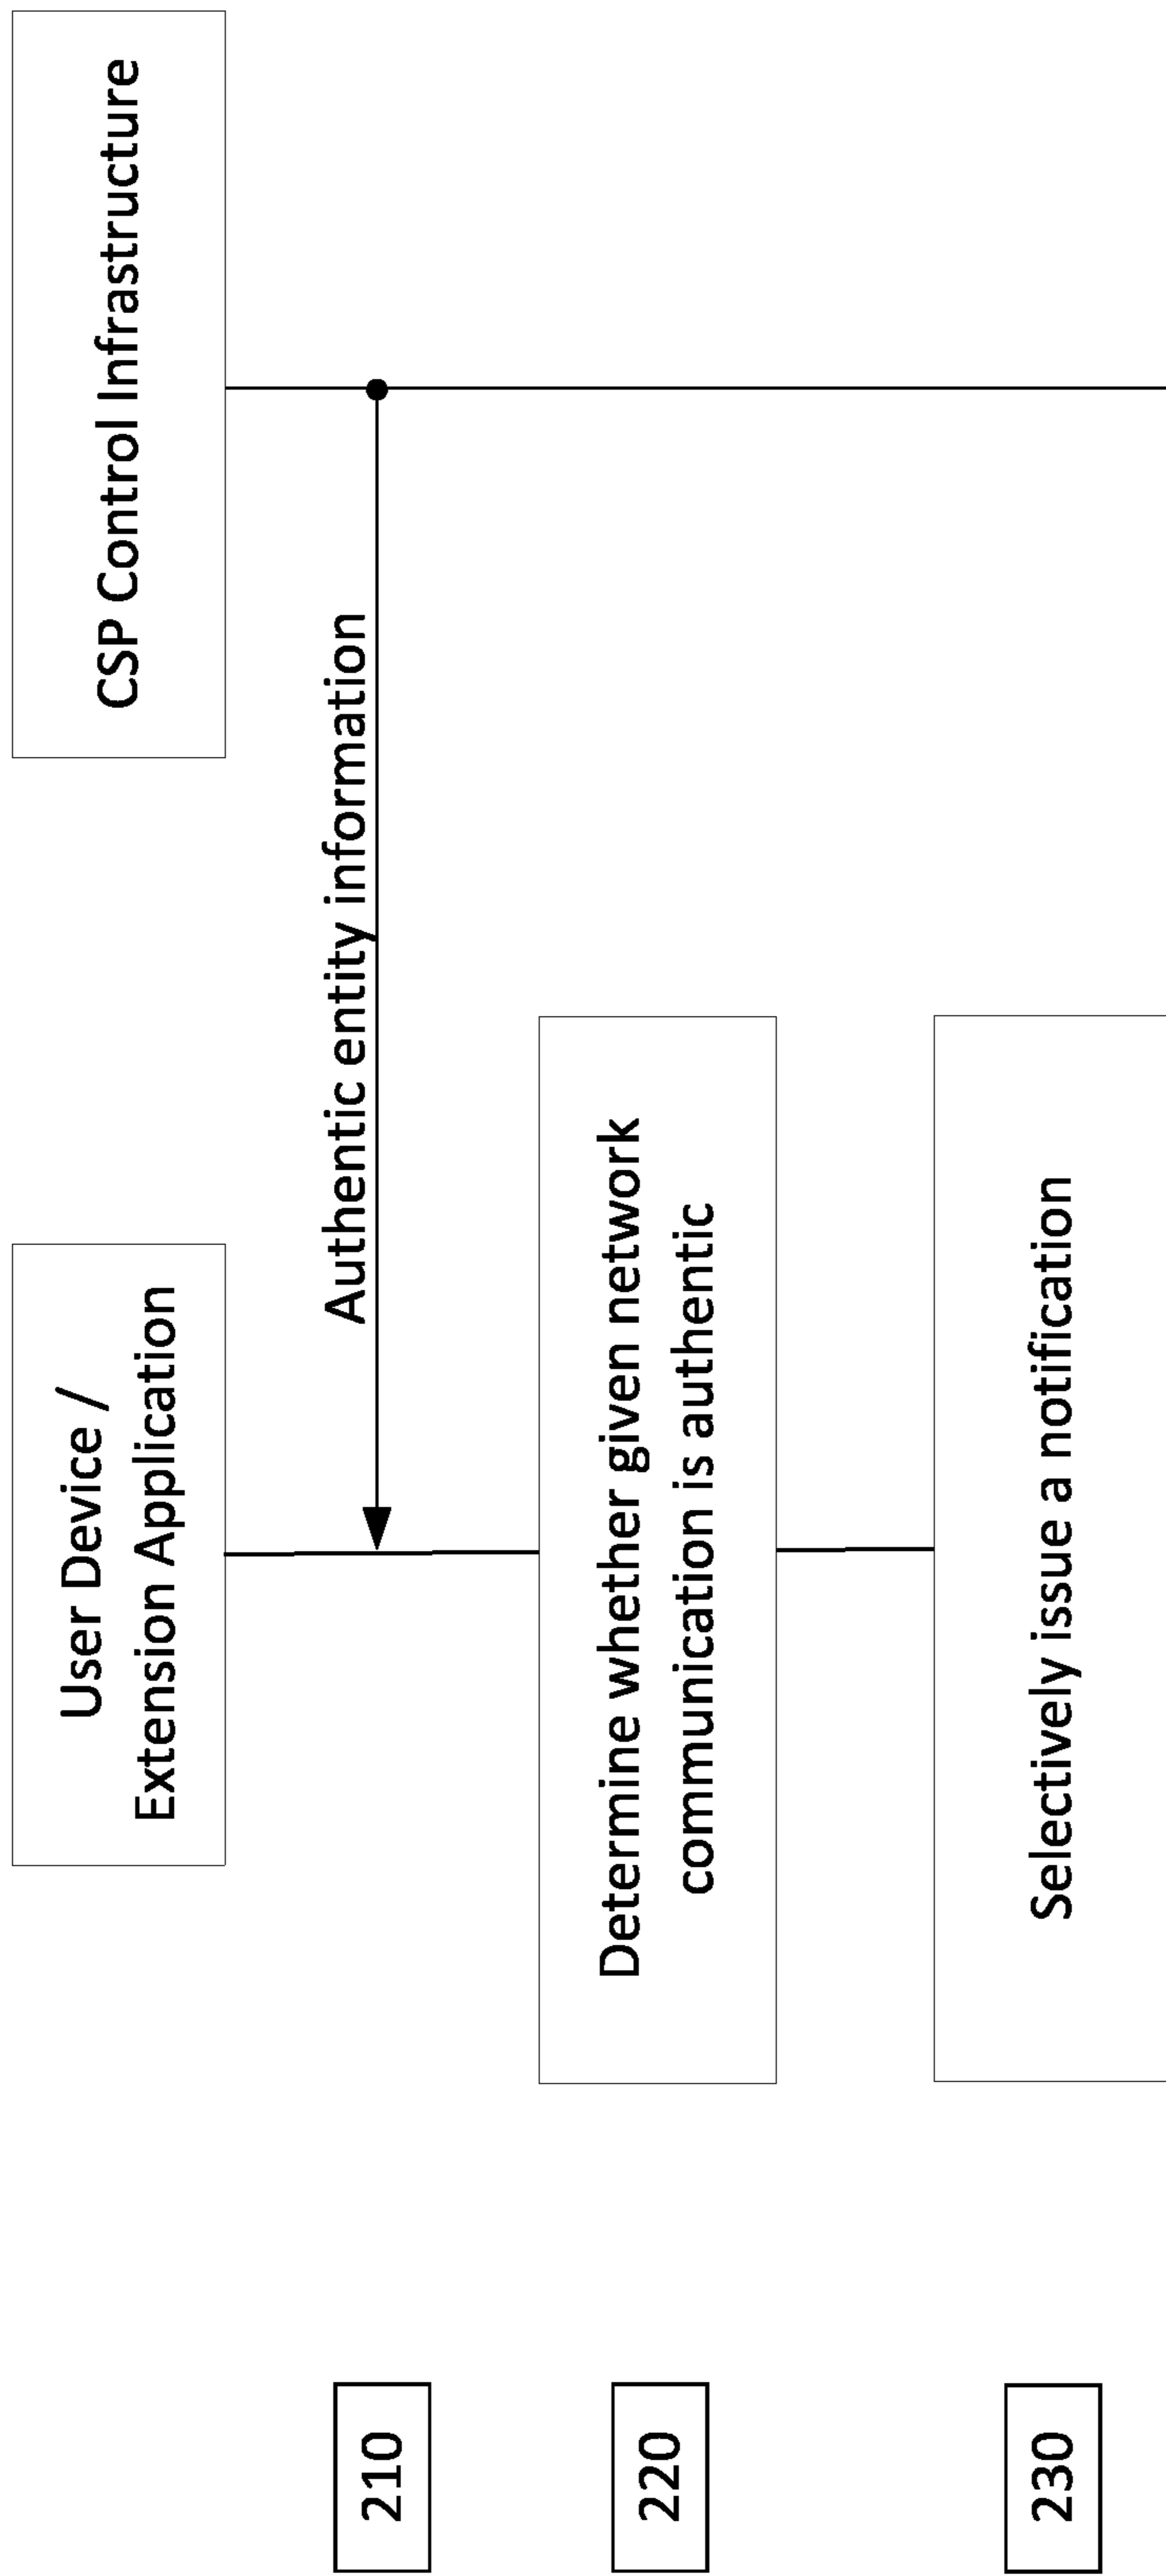 User Device /
Extension Application
CSP Control Infrastructure
210
Authentic entity information
220
Determine whether given network
communication is authentic
230
Selectively issue a notification